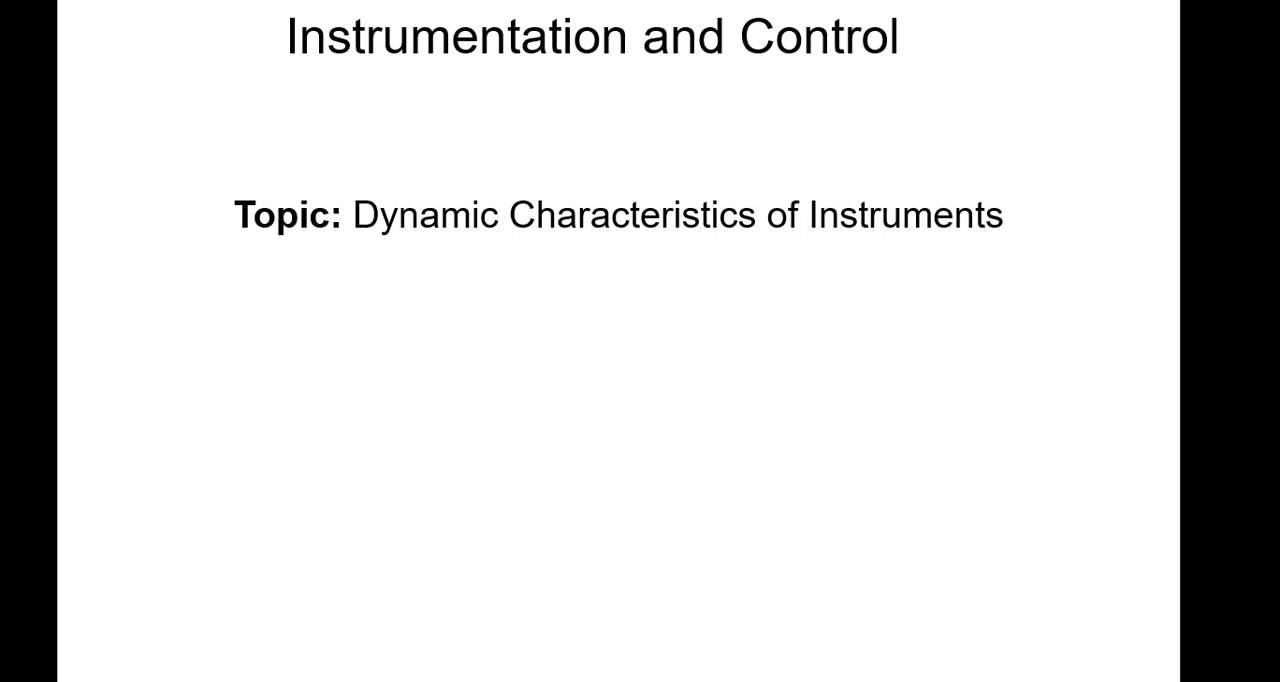 Instrumentation and Control
Topic: Dynamic Characteristics of Instruments